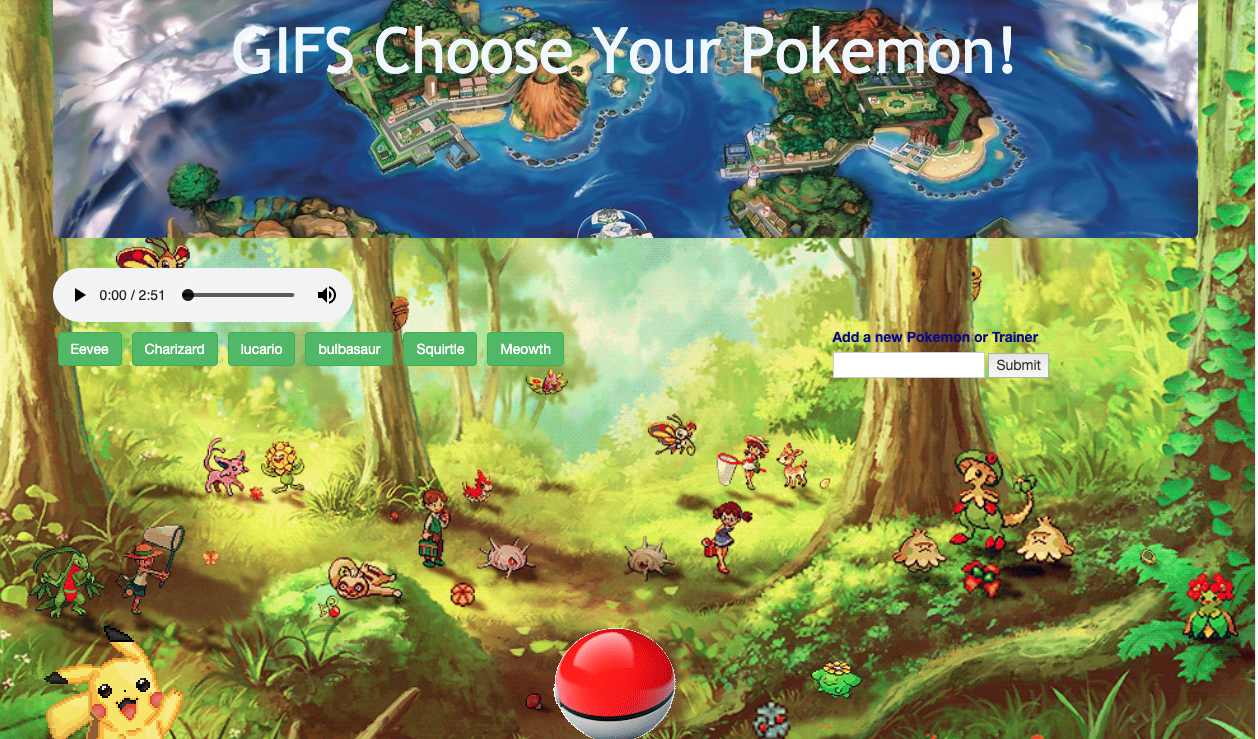 GIFS Choose Your Pokemon!
0:00 / 2:51
Eevee Charizard lucario bulbasaur Squirtle Meowth
Add a new Pokemon or Trainer
Submit